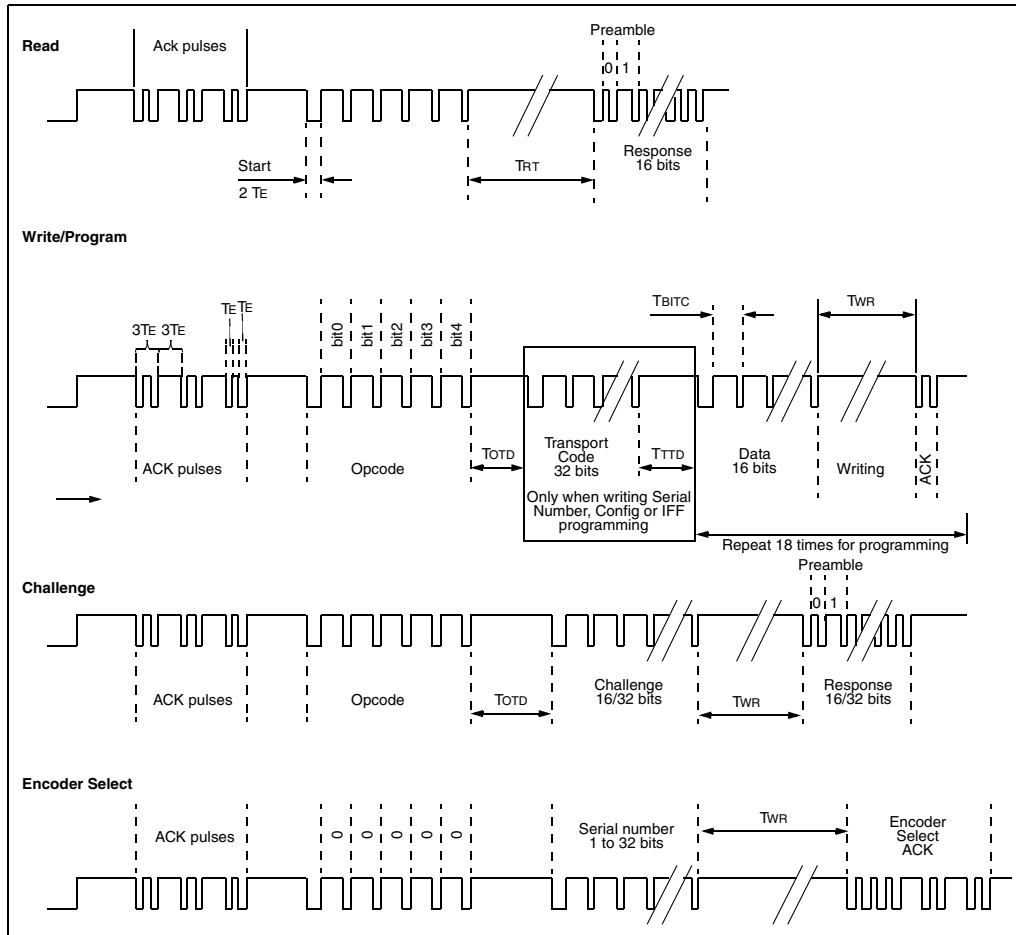 Preamble
Read
Ack pulses
0 1
Start
2 TE
TRT
Response
16 bits
Write/Program
3TE 3TE
TE TE
bit0 bit1 bit2 bit3 bit4
TBITC
TWR
ACK pulses
Opcode
TOTD
Transport
Code
32 bits
TTTD
Data
16 bits
Writing
ACK
Only when writing Serial
Number, Config or IFF
programming
Repeat 18 times for programming
Preamble
Challenge
0 1
ACK pulses
Opcode
TOTD
Challenge
16/32 bits
TWR
Response
16/32 bits
Encoder Select
ACK pulses
0 0 0 0 0
Serial number
1 to 32 bits
TWR
Encoder
Select
ACK